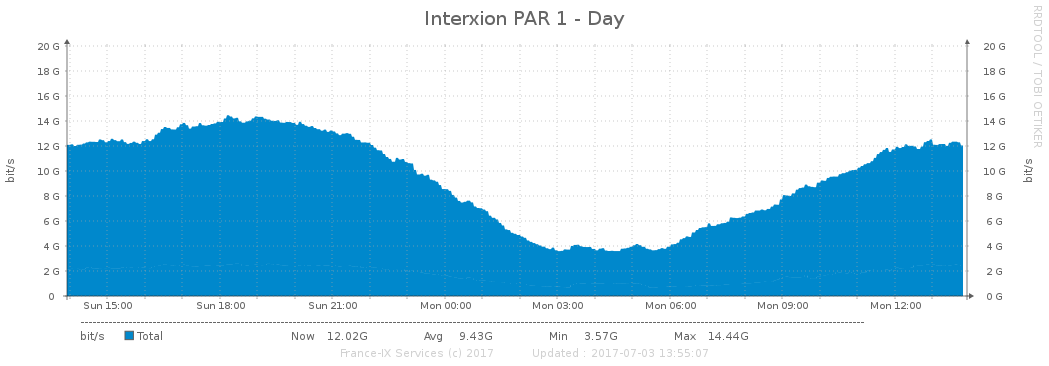 Interxion PAR 1 - Day
RRDTOOL / TOBI OETIKER
20 G 20 G
18 G 18 G
16 G 16 G
14 G 14 G
12 G 12 G
10 G 10 G
8 G 8 G
6 G 6 G
4 G 4 G
2 G 2 G
0 0 G
bit/s bit/s
Sun 15:00 Sun 18:00 Sun 21:00 Mon 00:00 Mon 03:00 Mon 06:00 Mon 09:00 Mon 12:00
bit/s Total Now 12.02G Avg 9.43G Min 3.57G Max 14.44G
France-IX Services (c) 2017 Updated : 2017-07-03 13:55:07